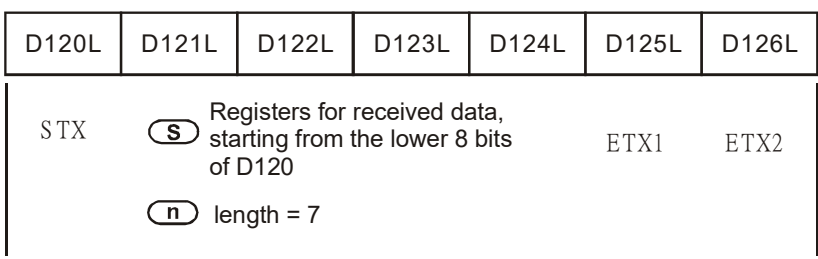 D120L D121L D122L D123L D124L D125L D126L
STX
S Registers for received data,
starting from the lower 8 bits
of D120
ETX1 ETX2
n length = 7